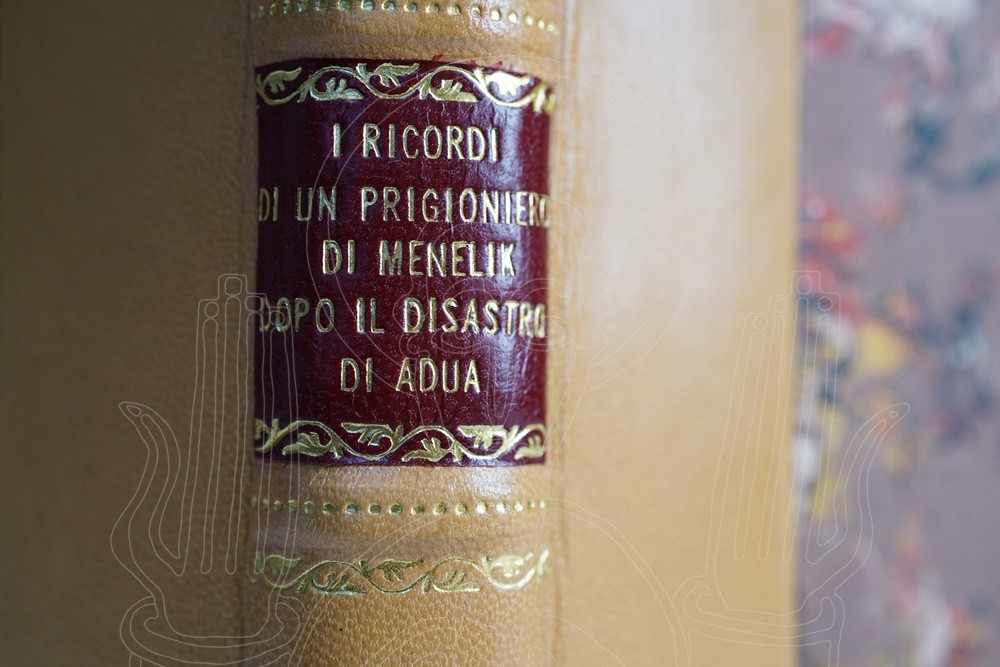 I RICORDI
DI UN PRIGIONIERO
DI MENELIK
DOPO IL DISASTRO
DI ADUA